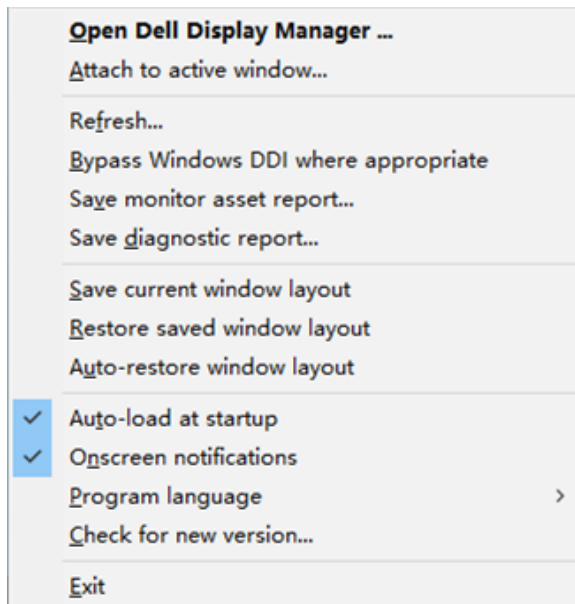 Open Dell Display Manager ...
Attach to active window...
Refresh...
Bypass Windows DDI where appropriate
Save monitor asset report...
Save diagnostic report...
Save current window layout
Restore saved window layout
Auto-restore window layout
Auto-load at startup
Onscreen notifications
Program language
Check for new version...
Exit